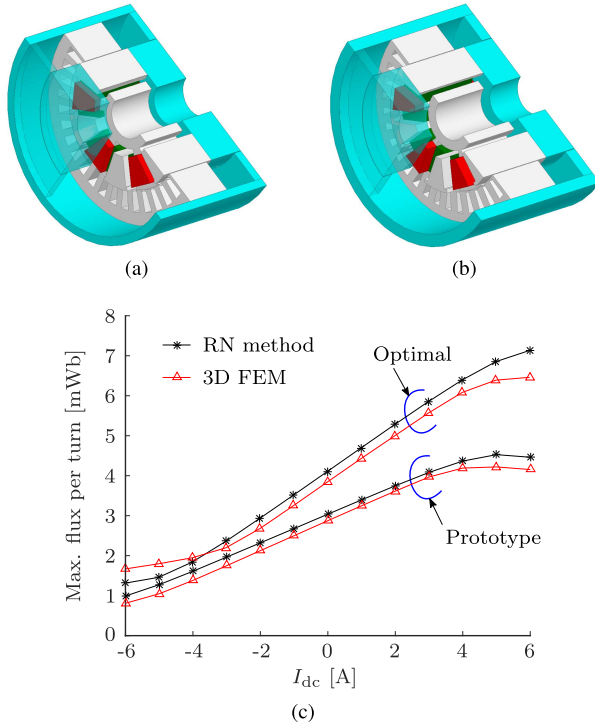 (a)
(b)
8
7
6
5
4
3
2
1
0
Max. flux per turn [mWb]
RN method
3D FEM
Optimal
Prototype
-6
-4
-2
0
2
4
6
I_dc [A]
(c)